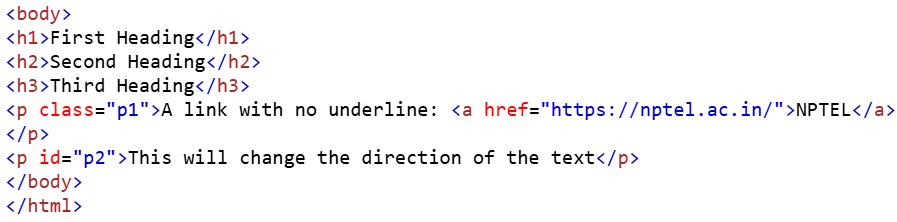 <body>
<h1>First Heading</h1>
<h2>Second Heading</h2>
<h3>Third Heading</h3>
<p class="p1">A link with no underline: <a href="https://nptel.ac.in/">NPTEL</a>
</p>
<p id="p2">This will change the direction of the text</p>
</body>
</html>